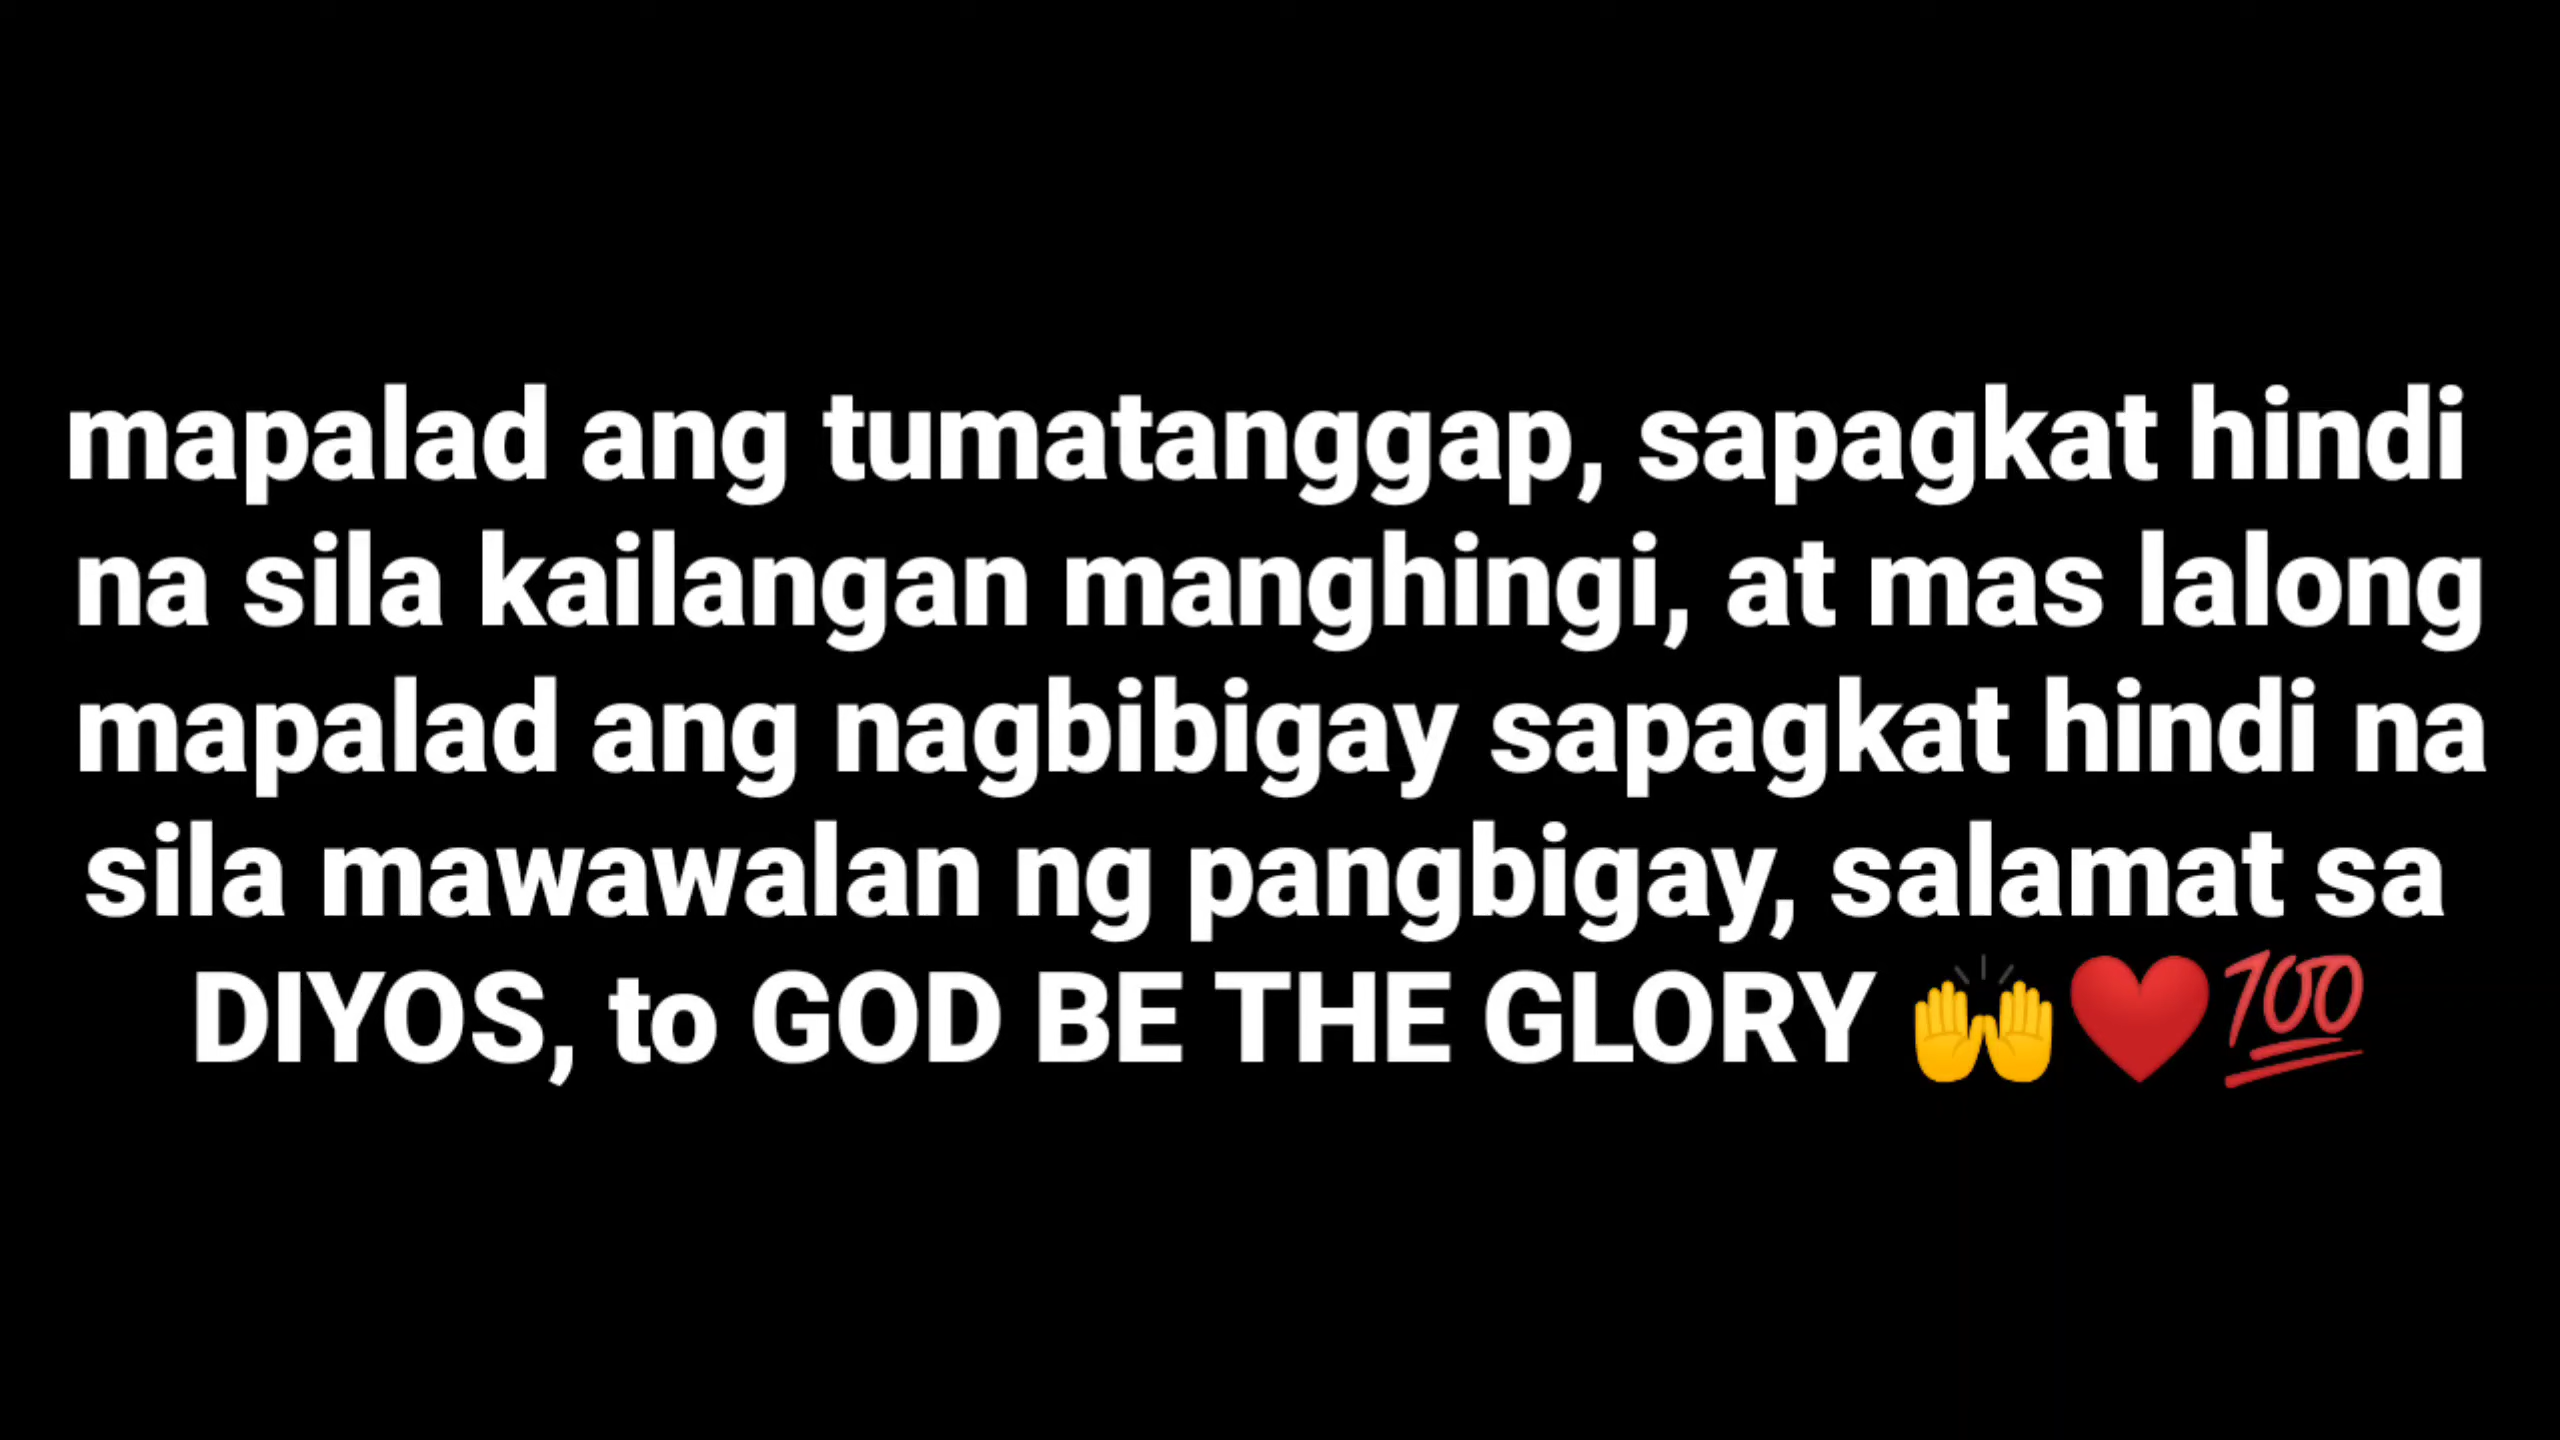 mapalad ang tumatanggap, sapagkat hindi
na sila kailangan manghingi, at mas lalong
mapalad ang nagbibigay sapagkat hindi na
sila mawawalan ng pangbigay, salamat sa
DIYOS, to GOD BE THE GLORY 🙌❤️💯